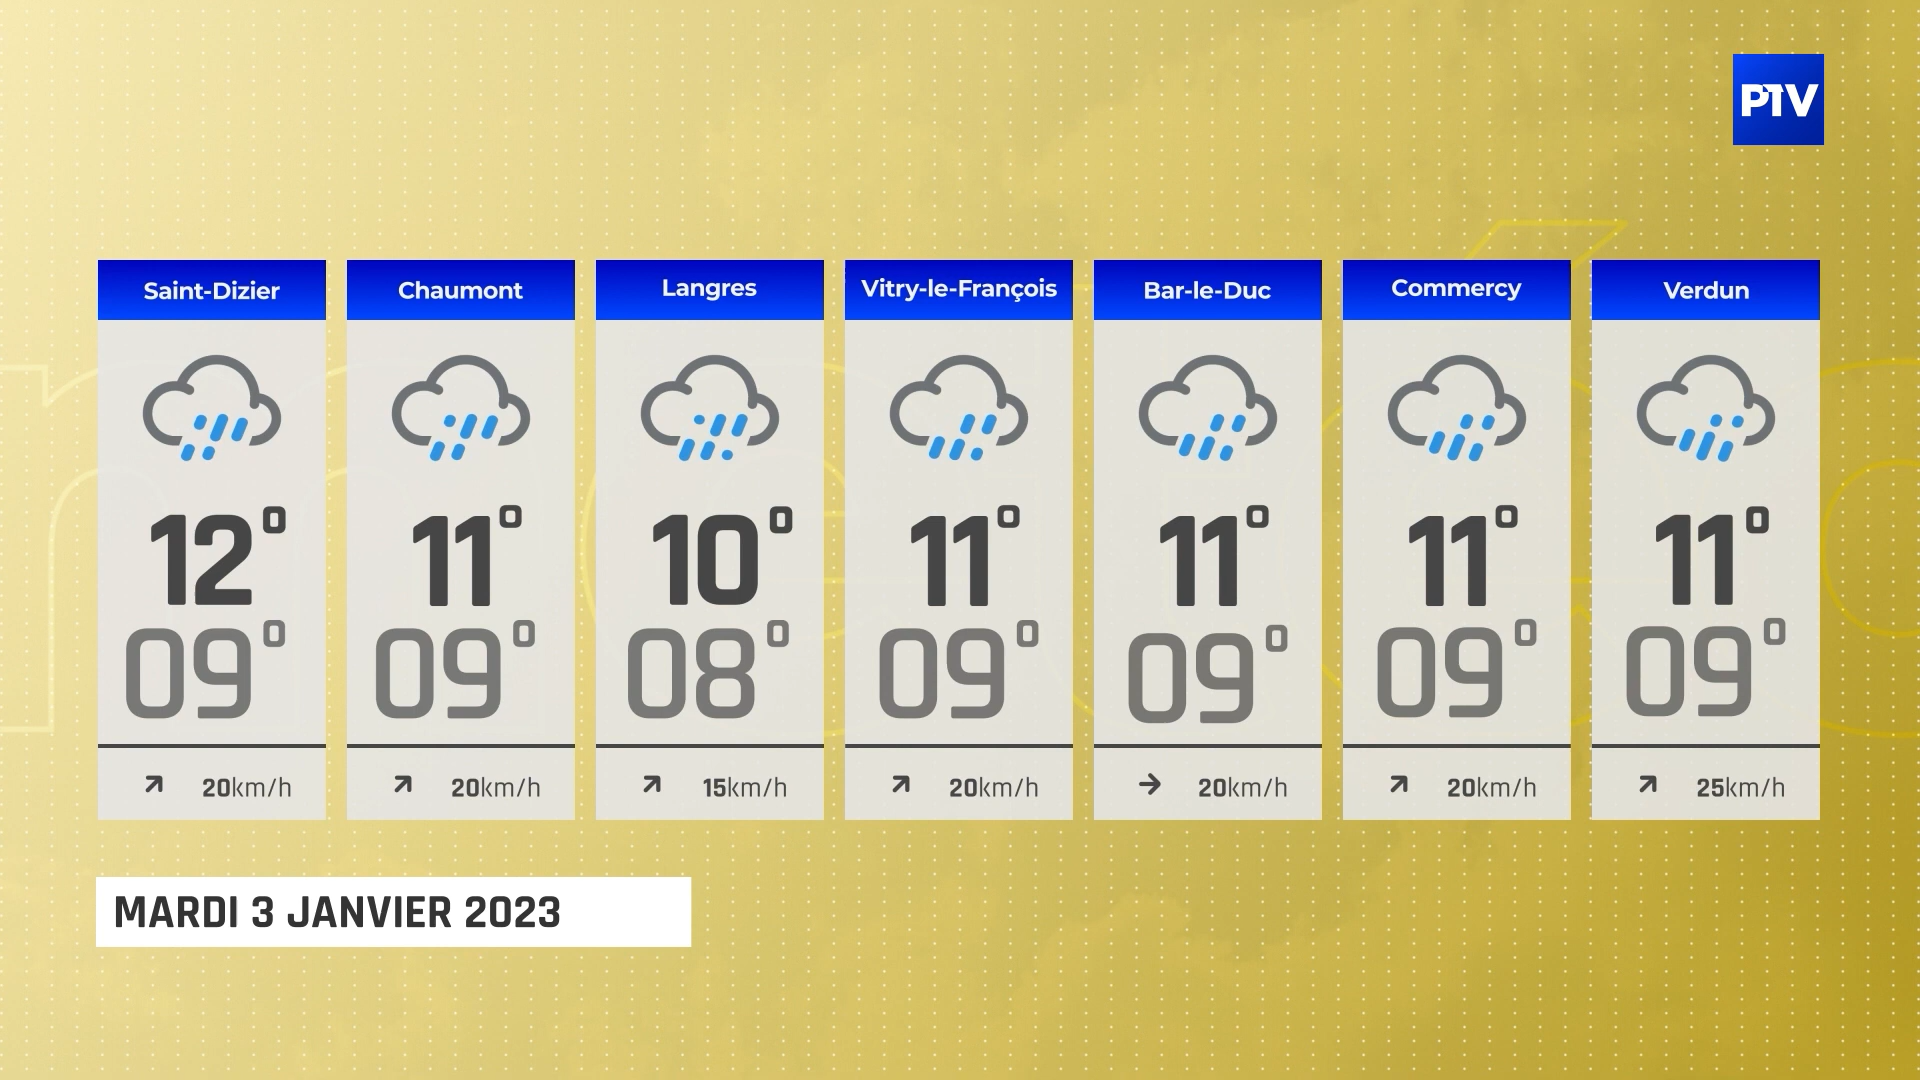 PTV
Saint-Dizier
12°
09°
20km/h
Chaumont
11°
09°
20km/h
Langres
10°
08°
15km/h
Vitry-le-François
11°
09°
20km/h
Bar-le-Duc
11°
09°
20km/h
Commercy
11°
09°
20km/h
Verdun
11°
09°
25km/h
MARDI 3 JANVIER 2023